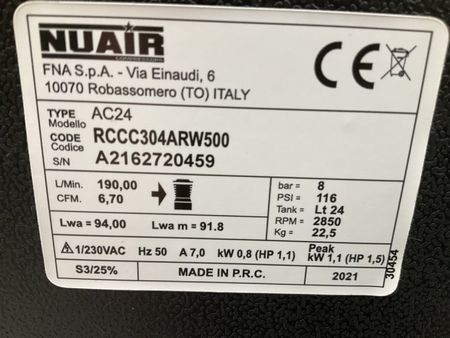 NUAIR
COMPRESSORS
FNA S.p.A. - Via Einaudi, 6
10070 Robassomero (TO) ITALY
CE
TYPE AC24
Modello
CODE RCCC304ARW500
Codice
S/N A2162720459
L/Min. 190,00
CFM. 6,70
Lwa = 94,00 Lwa m = 91.8
bar = 8
PSI = 116
Tank = Lt 24
RPM = 2850
Kg = 22,5
1/230VAC Hz 50 A 7,0 kW 0,8 (HP 1,1) Peak kW 1,1 (HP 1,5)
S3/25% MADE IN P.R.C. 2021
30454